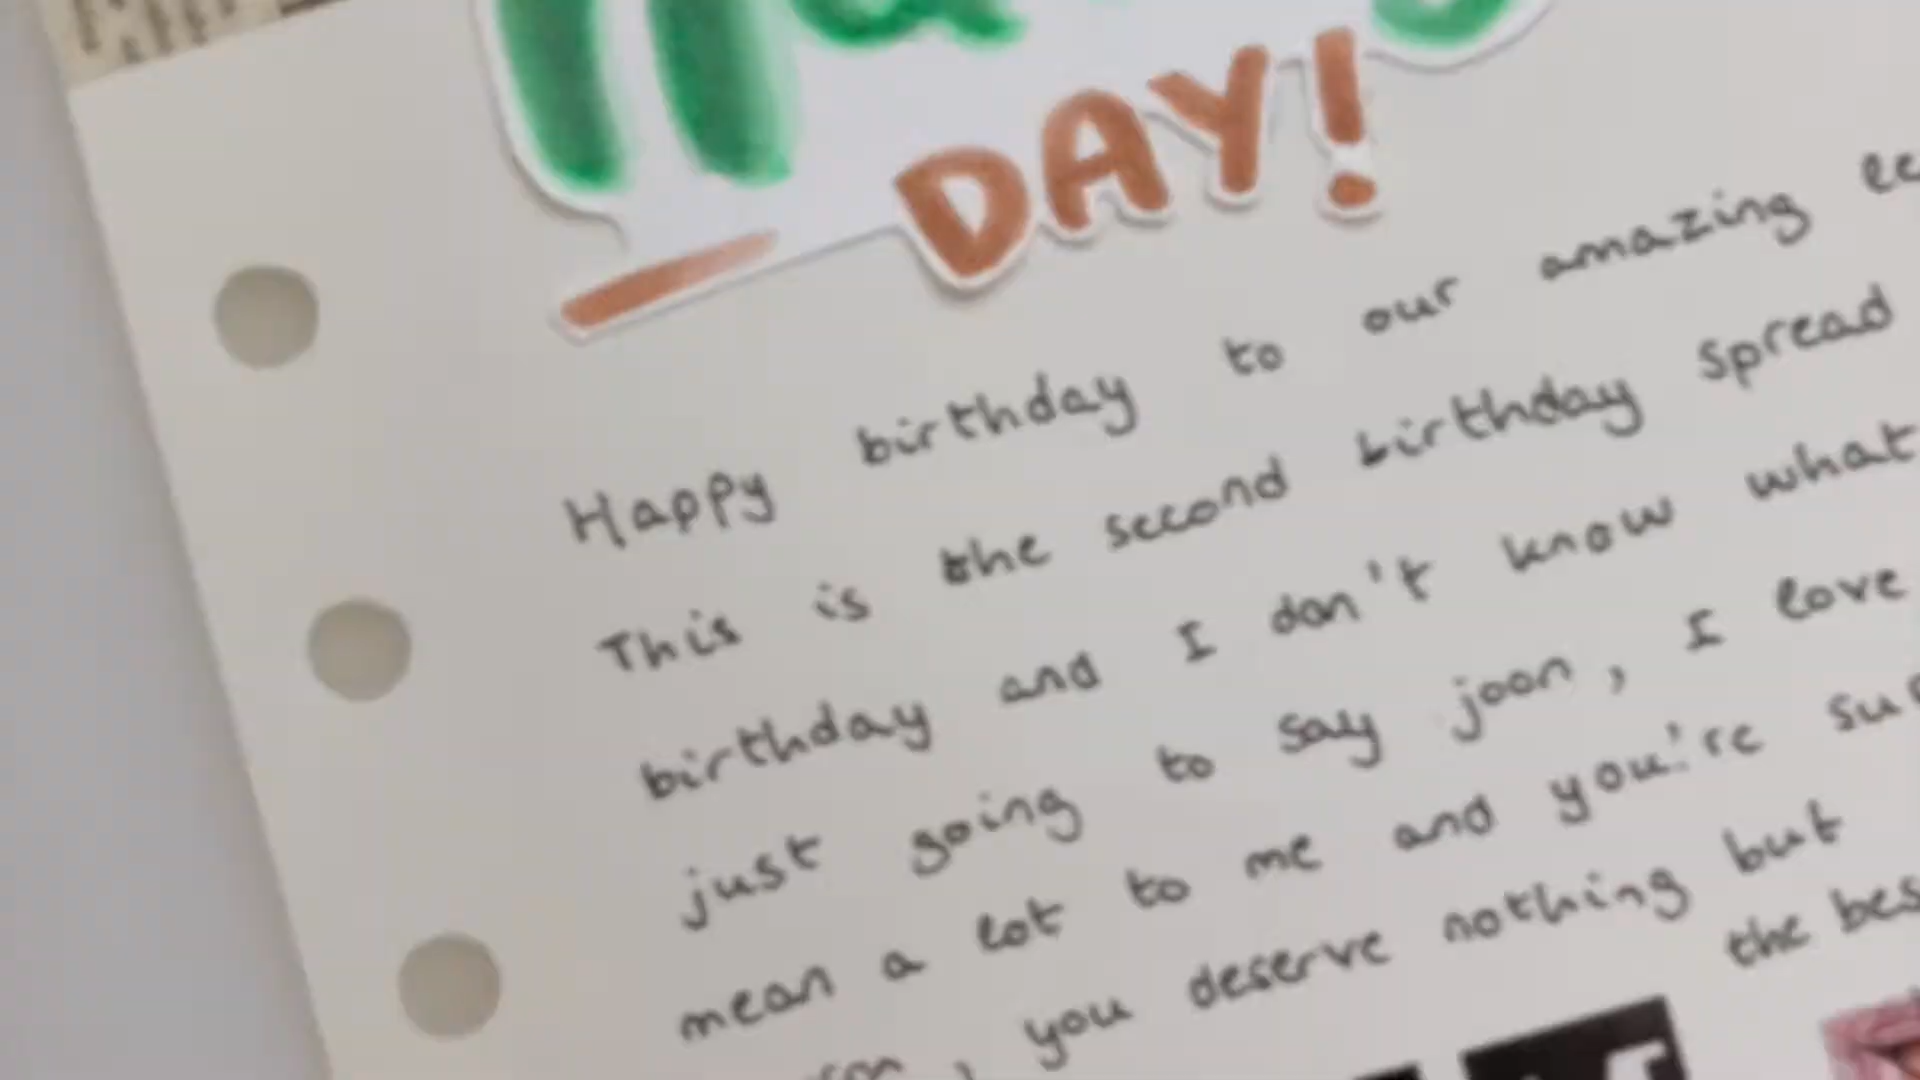 DAY!
Happy birthday to our amazing
This is the second birthday spread
birthday and I don't know what
just going to say joon, I love
mean a lot to me and you're
, you deserve nothing but
the